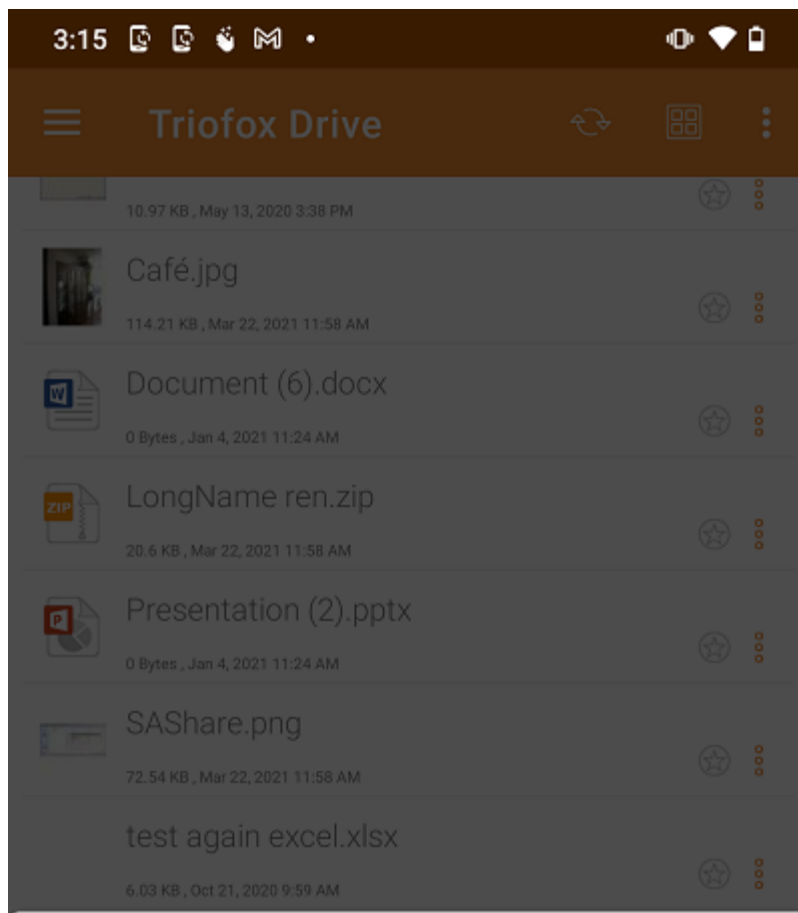 3:15
Triofox Drive
10.97 KB , May 13, 2020 3:38 PM
Café.jpg
114.21 KB , Mar 22, 2021 11:58 AM
W
Document (6).docx
0 Bytes , Jan 4, 2021 11:24 AM
ZIP
LongName ren.zip
20.6 KB , Mar 22, 2021 11:58 AM
P
Presentation (2).pptx
0 Bytes , Jan 4, 2021 11:24 AM
SAShare.png
72.54 KB , Mar 22, 2021 11:58 AM
test again excel.xlsx
6.03 KB , Oct 21, 2020 9:59 AM